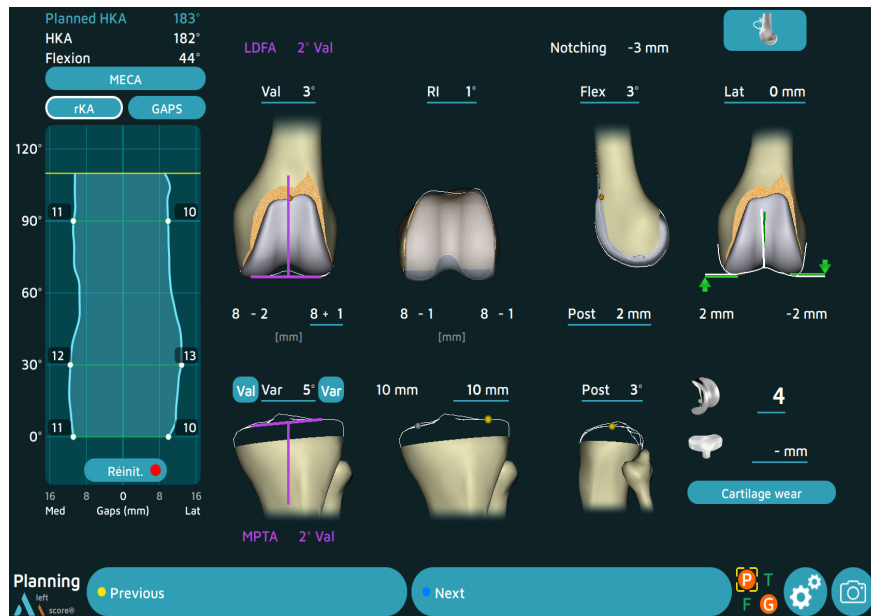 Planned HKA 183°
HKA 182°
Flexion 44°
MECA
rKA GAPS
LDFA 2° Val
Notching -3 mm
Val 3°
RI 1°
Flex 3°
Lat 0 mm
120°
90°
60°
30°
0°
11 10
12 13
11 10
Réinit.
16 8 0 8 16
Med Gaps (mm) Lat
8 - 2 8 + 1
[mm]
8 - 1 8 - 1
[mm]
Post 2 mm
2 mm -2 mm
Val Var 5° Var
10 mm 10 mm
Post 3°
4
- mm
Cartilage wear
MPTA 2° Val
Planning
left
score®
Previous
Next
P T
F G